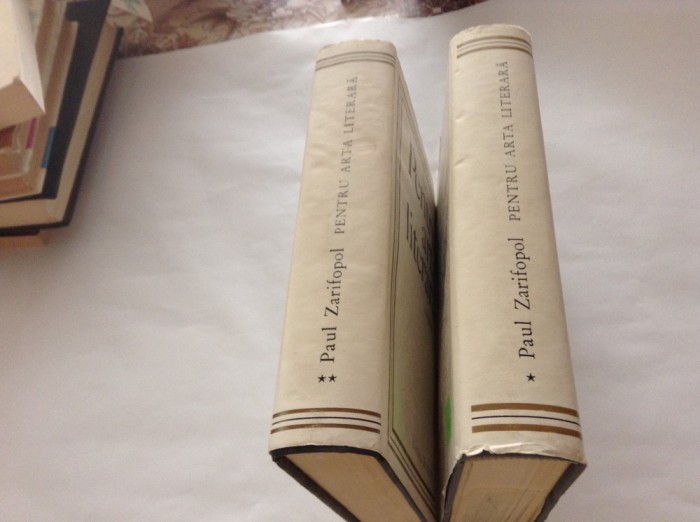 ** Paul Zarifopol PENTRU ARTA LITERARĂ
* Paul Zarifopol PENTRU ARTA LITERARĂ